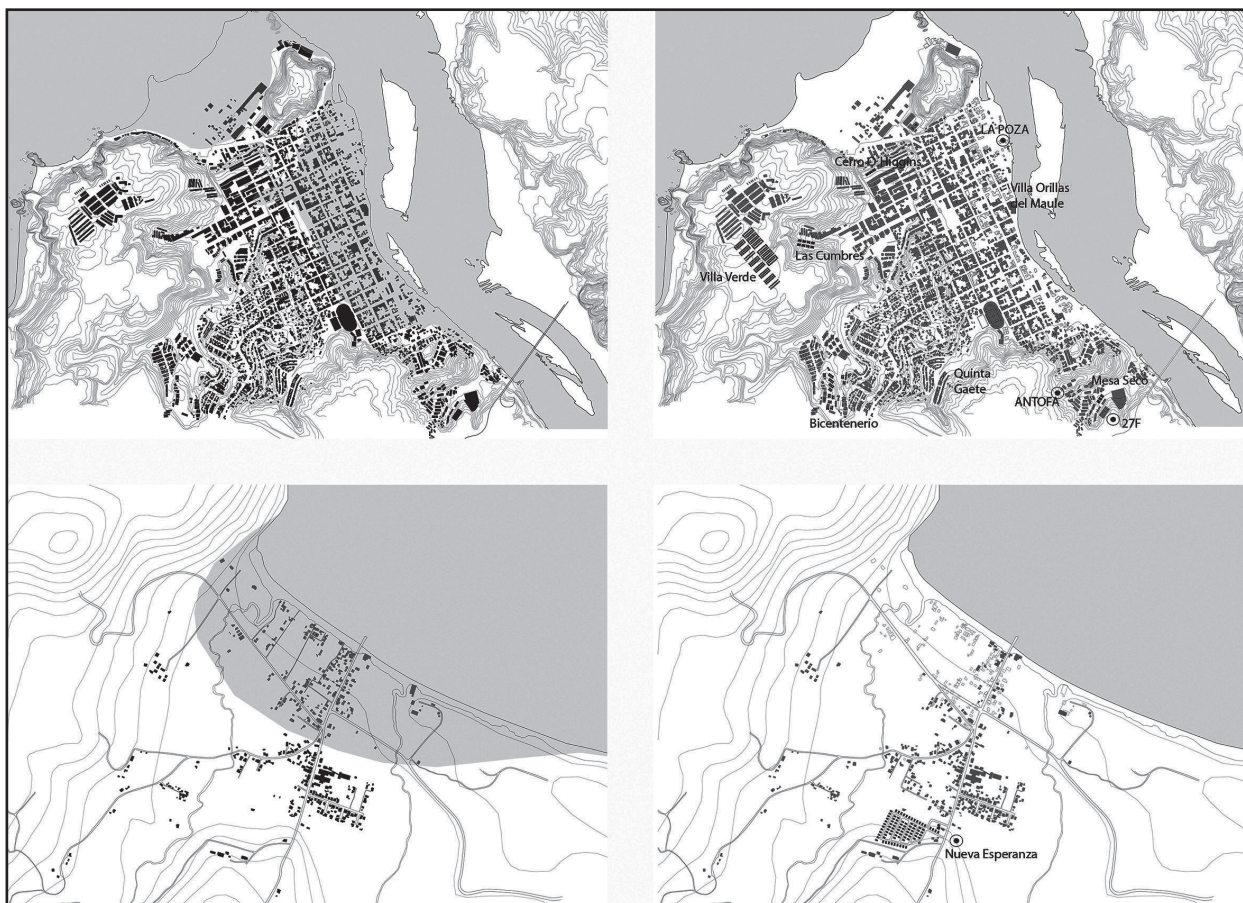 LA POZA
Cerro O´Higgins
Villa Orillas
del Maule
Las Cumbres
Villa Verde
Quinta
Gaete
Mesa Seco
ANTOFA
Bicentenerio
27F
Nueva Esperanza